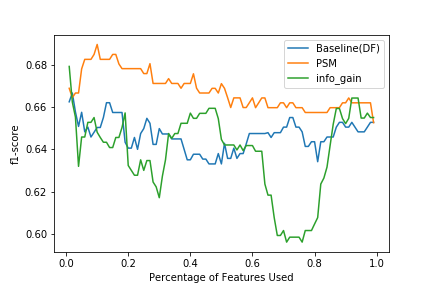 Baseline(DF)
PSM
info_gain
f1-score
0.68
0.66
0.64
0.62
0.60
0.0 0.2 0.4 0.6 0.8 1.0
Percentage of Features Used